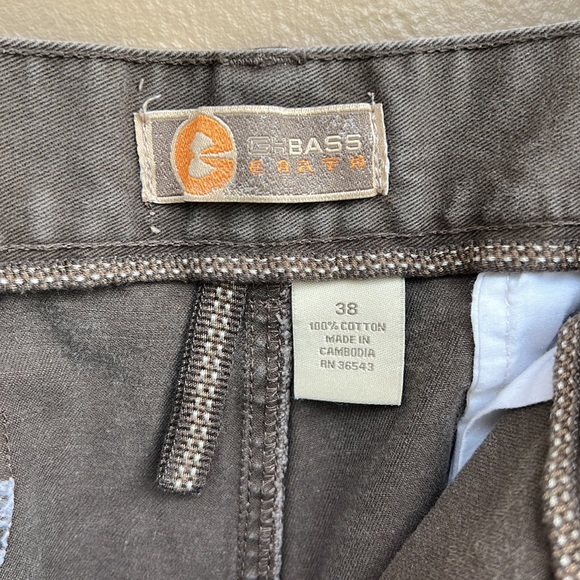 GHBASS
EARTH
38
100% COTTON
MADE IN
CAMBODIA
RN 36543